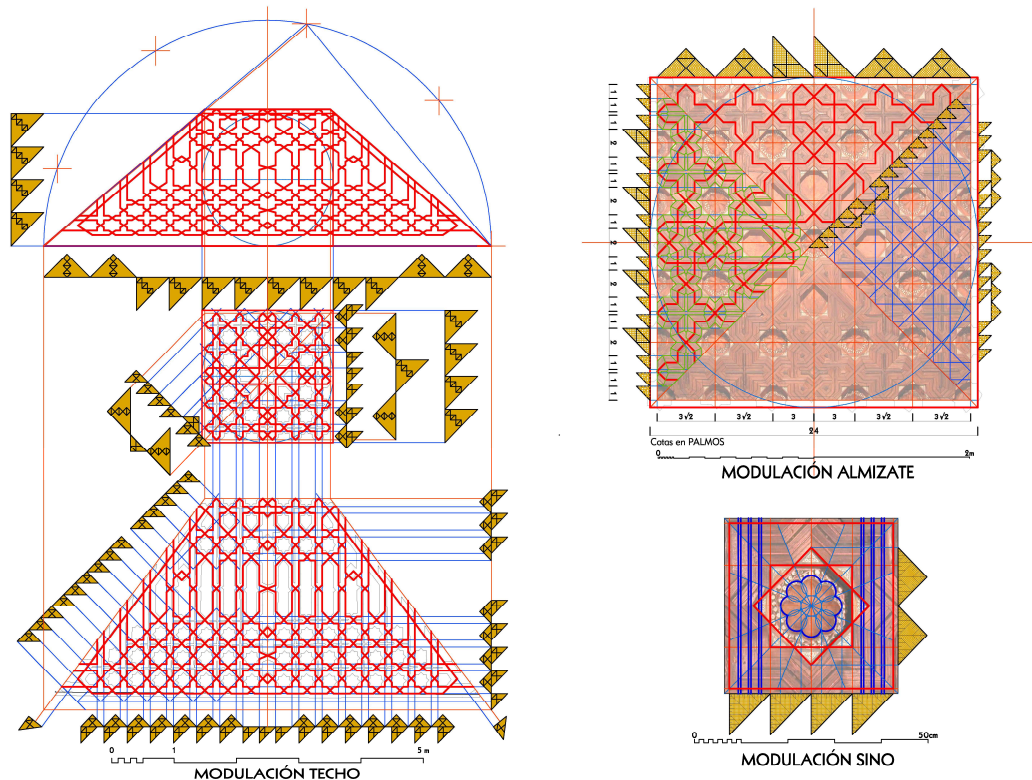 3√2 3√2 3 3 3√2 3√2
24
Cotas en PALMOS
0 2m
MODULACIÓN ALMIZATE
0 1 5 m
MODULACIÓN TECHO
0 50cm
MODULACIÓN SINO